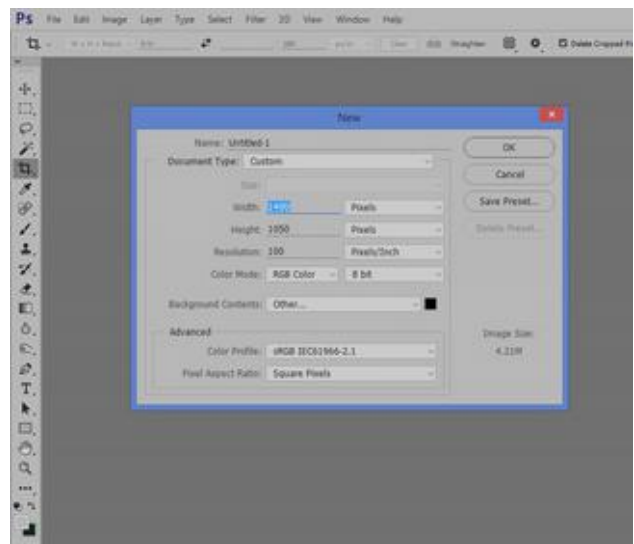 Ps File Edit Image Layer Type Select Filter 3D View Window Help
Straighten Delete Cropped
New
Name: Untitled-1
Document Type: Custom
Size:
Width: 1400 Pixels
Height: 1050 Pixels
Resolution: 100 Pixels/Inch
Color Mode: RGB Color 8 bit
Background Contents: Other...
Advanced
Color Profile: sRGB IEC61966-2.1
Pixel Aspect Ratio: Square Pixels
OK
Cancel
Save Preset...
Delete Preset...
Image Size:
4.21M
T